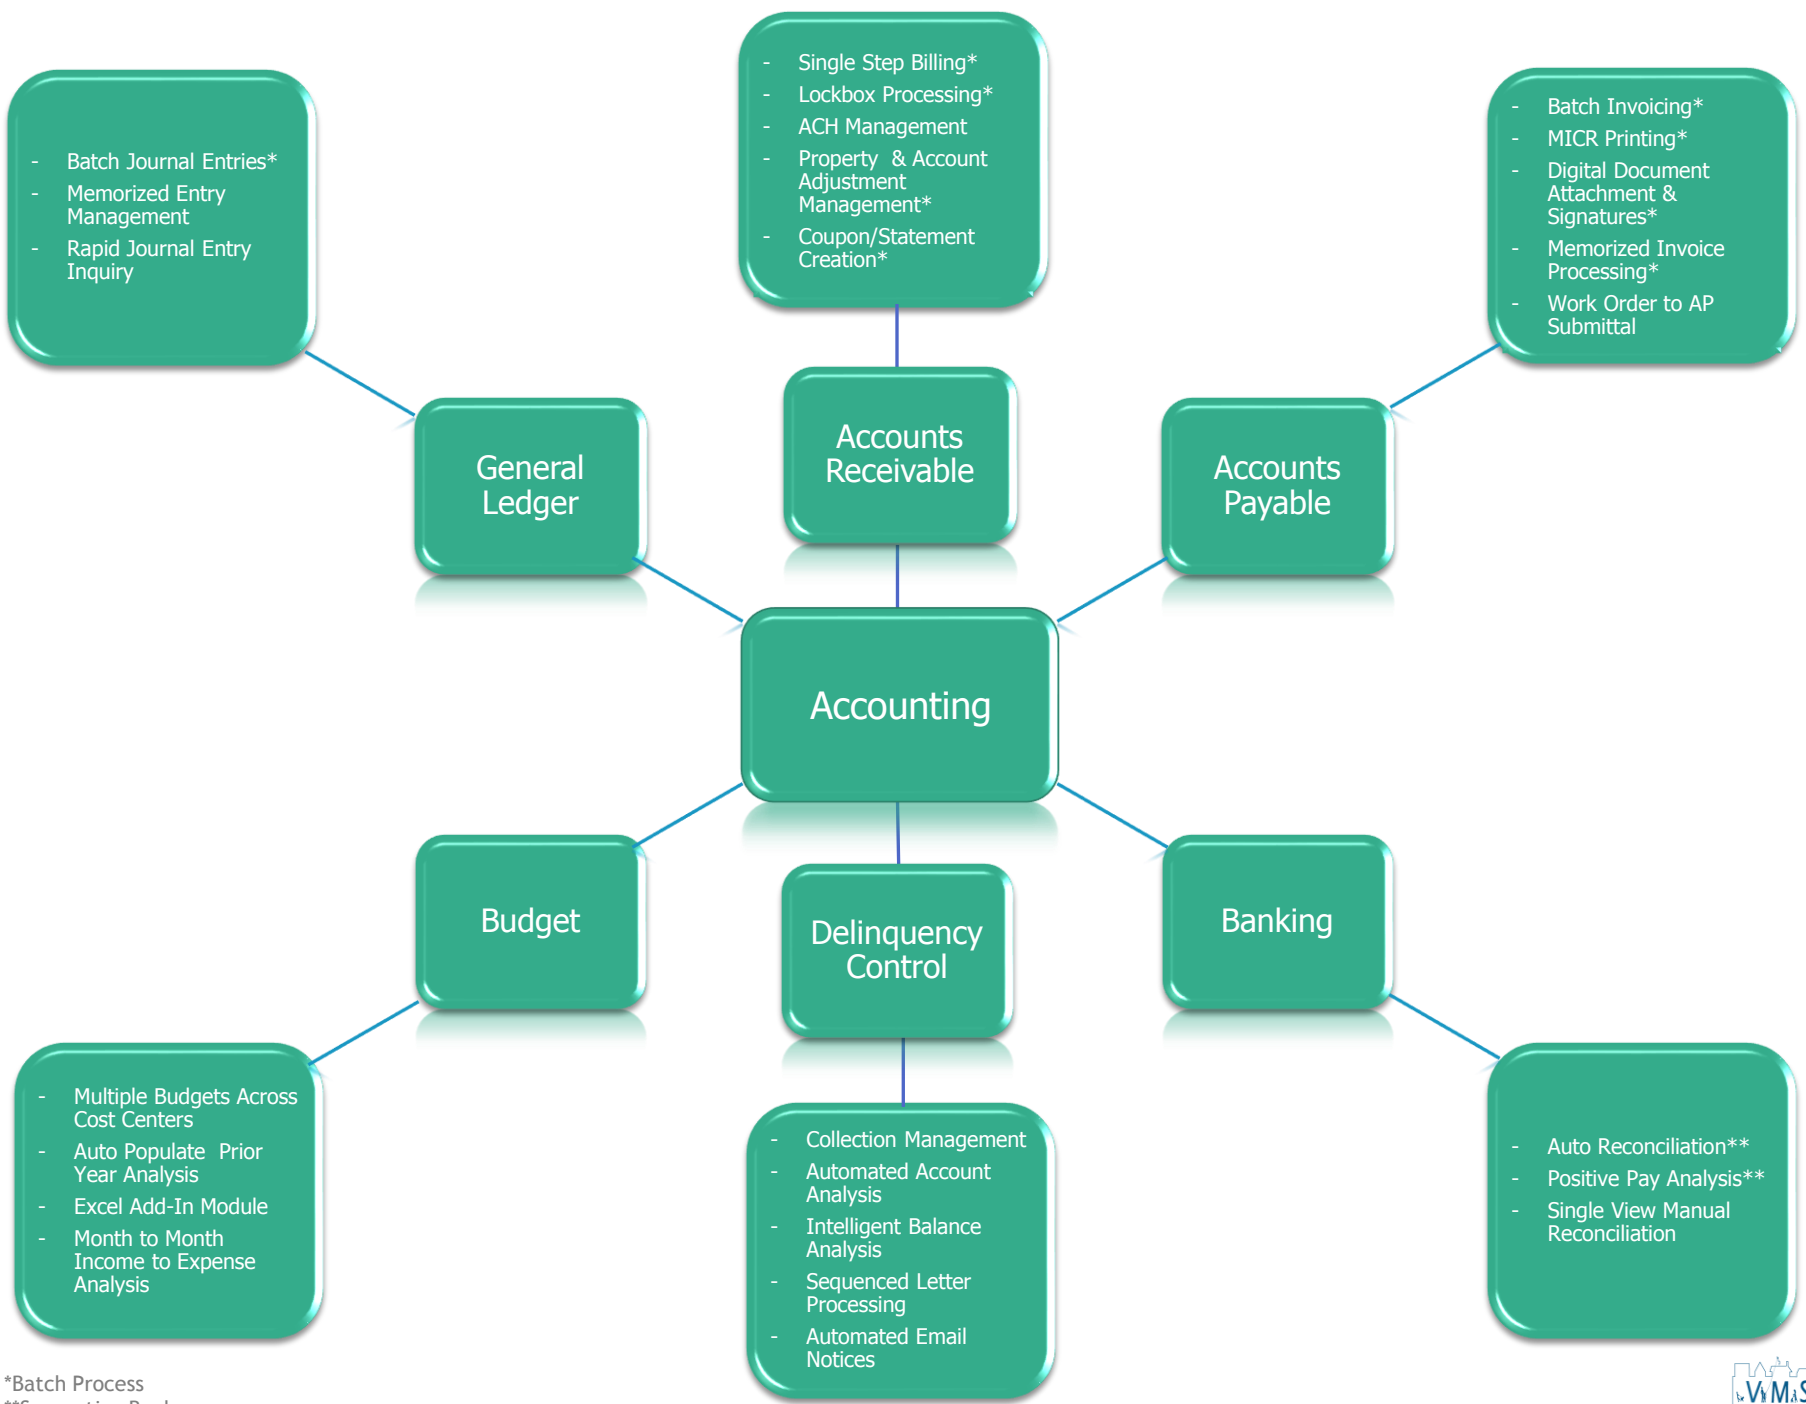 - Single Step Billing*
- Lockbox Processing*
- ACH Management
- Property & Account
Adjustment
Management*
- Coupon/Statement
Creation*
- Batch Journal Entries*
- Memorized Entry
Management
- Rapid Journal Entry
Inquiry
- Batch Invoicing*
- MICR Printing*
- Digital Document
Attachment &
Signatures*
- Memorized Invoice
Processing*
- Work Order to AP
Submittal
General
Ledger
Accounts
Receivable
Accounts
Payable
Accounting
Budget
Delinquency
Control
Banking
- Multiple Budgets Across
Cost Centers
- Auto Populate Prior
Year Analysis
- Excel Add-In Module
- Month to Month
Income to Expense
Analysis
- Collection Management
- Automated Account
Analysis
- Intelligent Balance
Analysis
- Sequenced Letter
Processing
- Automated Email
Notices
- Auto Reconciliation**
- Positive Pay Analysis**
- Single View Manual
Reconciliation
*Batch Process